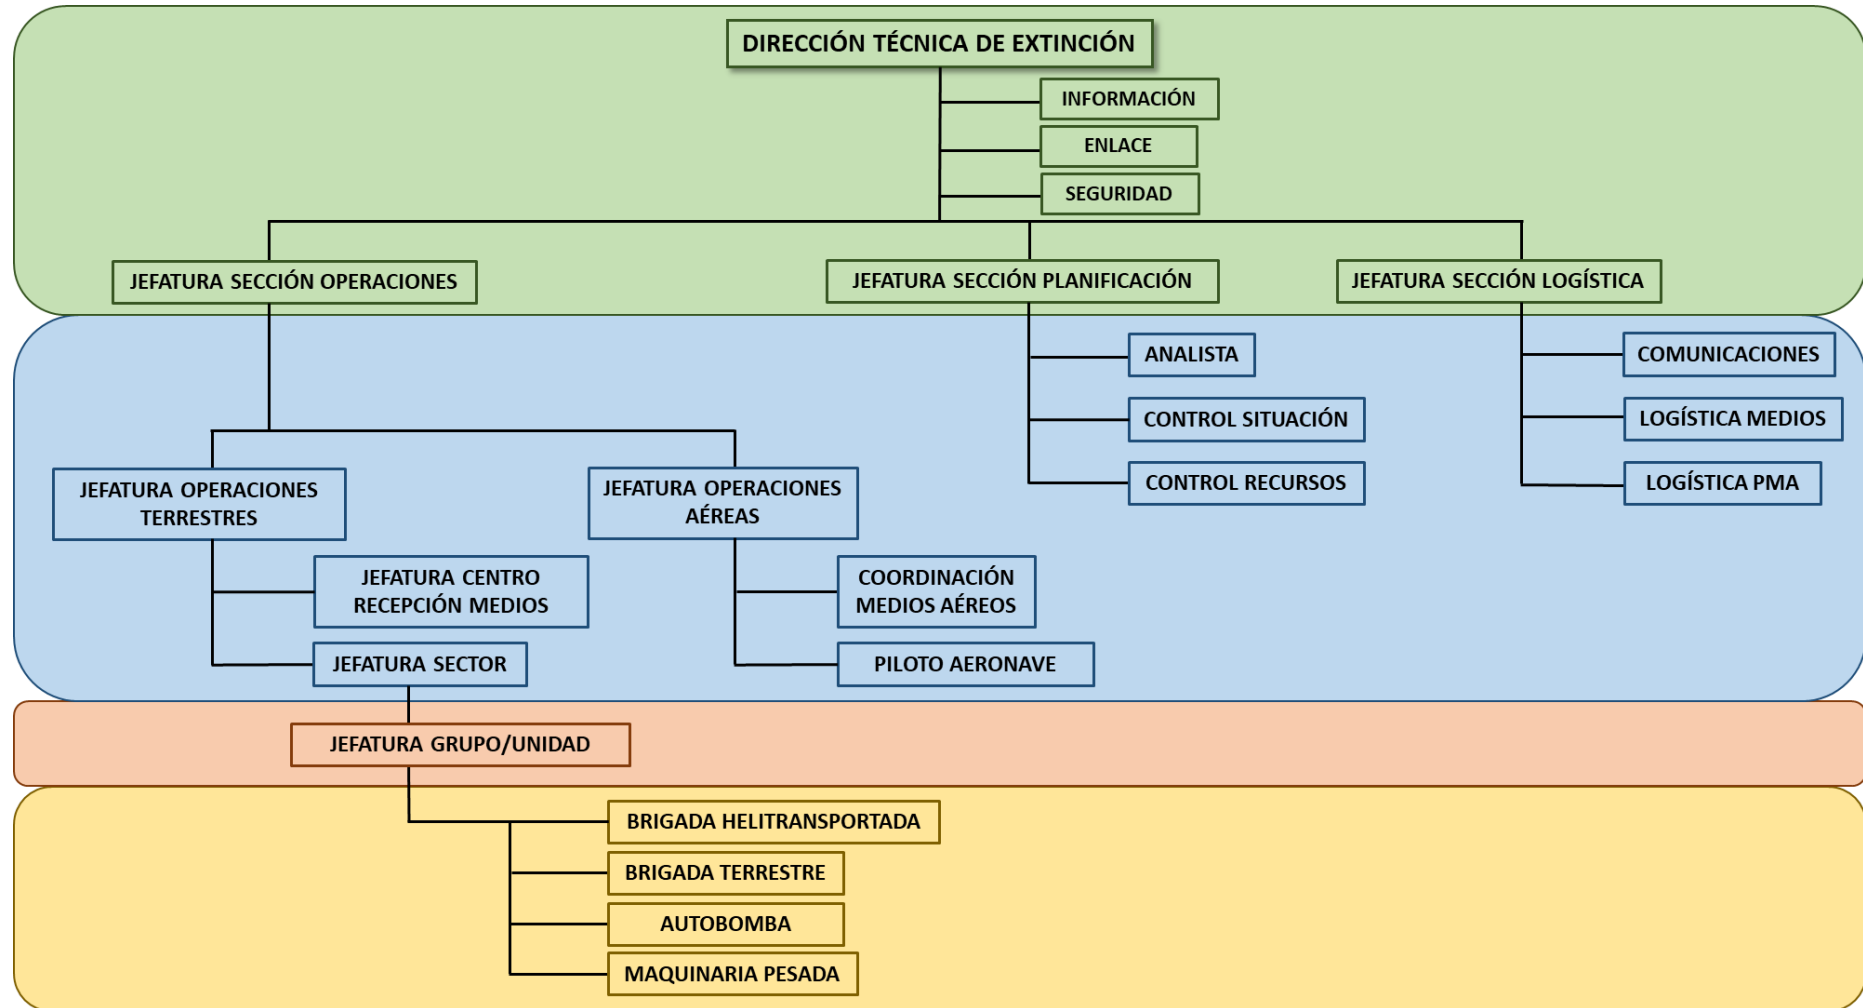 DIRECCIÓN TÉCNICA DE EXTINCIÓN
INFORMACIÓN
ENLACE
SEGURIDAD
JEFATURA SECCIÓN OPERACIONES
JEFATURA SECCIÓN PLANIFICACIÓN
JEFATURA SECCIÓN LOGÍSTICA
ANALISTA
CONTROL SITUACIÓN
CONTROL RECURSOS
COMUNICACIONES
LOGÍSTICA MEDIOS
LOGÍSTICA PMA
JEFATURA OPERACIONES
TERRESTRES
JEFATURA OPERACIONES
AÉREAS
JEFATURA CENTRO
RECEPCIÓN MEDIOS
JEFATURA SECTOR
COORDINACIÓN
MEDIOS AÉREOS
PILOTO AERONAVE
JEFATURA GRUPO/UNIDAD
BRIGADA HELITRANSPORTADA
BRIGADA TERRESTRE
AUTOBOMBA
MAQUINARIA PESADA